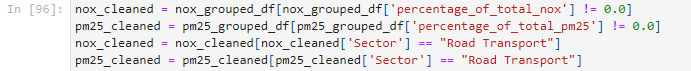 In [96]: nox_cleaned = nox_grouped_df[nox_grouped_df['percentage_of_total_nox'] != 0.0]
pm25_cleaned = pm25_grouped_df[pm25_grouped_df['percentage_of_total_pm25'] != 0.0]
nox_cleaned = nox_cleaned[nox_cleaned['Sector'] == "Road Transport"]
pm25_cleaned = pm25_cleaned[pm25_cleaned['Sector'] == "Road Transport"]